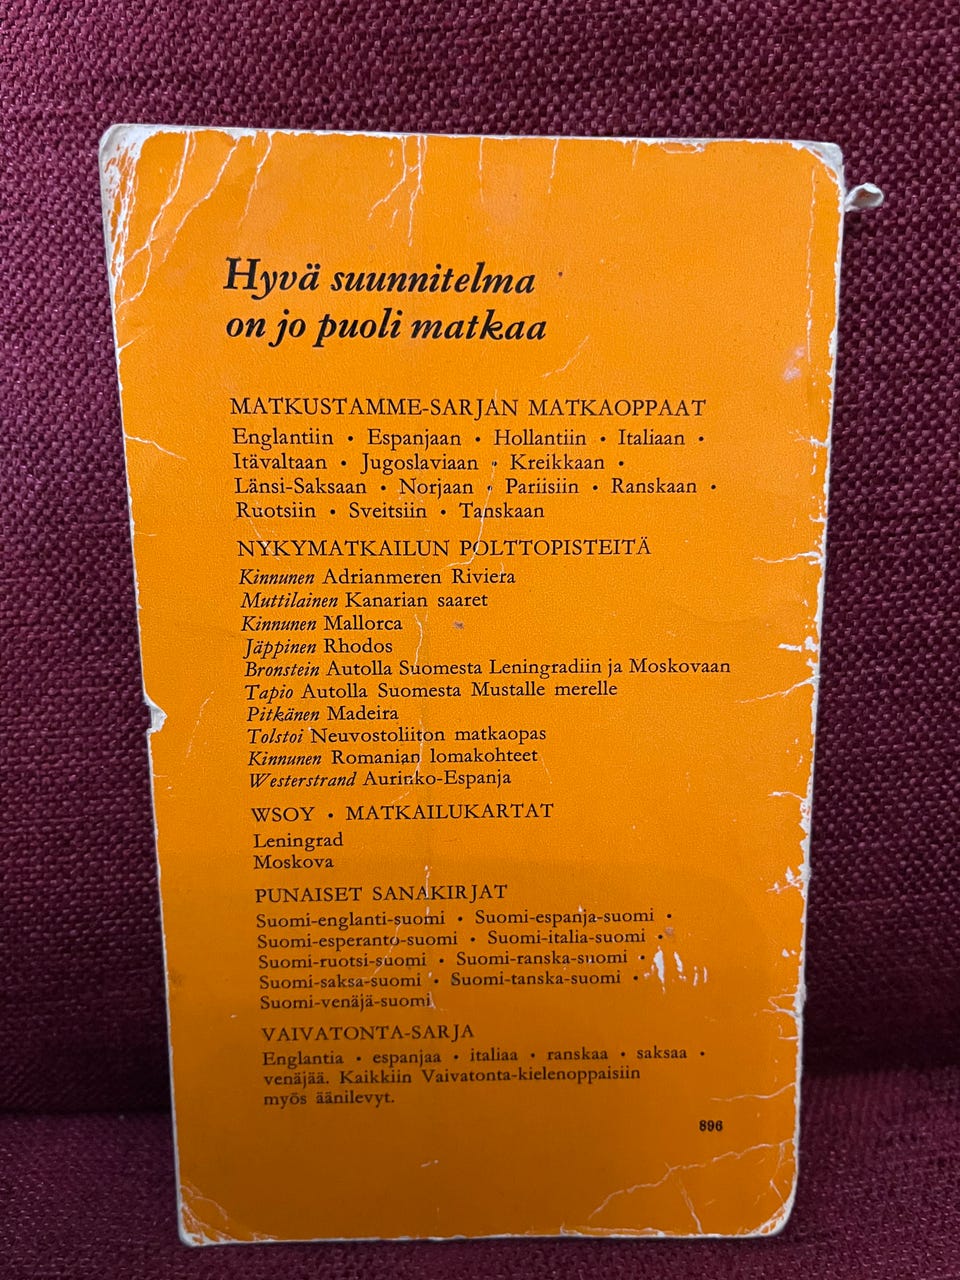 Hyvä suunnitelma
on jo puoli matkaa
MATKUSTAMME-SARJAN MATKAOPPAAT
Englantiin • Espanjaan • Hollantiin • Italiaan •
Itävaltaan • Jugoslaviaan • Kreikkaan •
Länsi-Saksaan • Norjaan • Pariisiin • Ranskaan •
Ruotsiin • Sveitsiin • Tanskaan
NYKYMATKAILUN POLTTOPISTEITÄ
Kinnunen Adrianmeren Riviera
Muttilainen Kanarian saaret
Kinnunen Mallorca
Jäppinen Rhodos
Bronstein Autolla Suomesta Leningradiin ja Moskovaan
Tapio Autolla Suomesta Mustalle merelle
Pitkänen Madeira
Tolstoi Neuvostoliiton matkaopas
Kinnunen Romanian lomakohteet
Westerstrand Aurinko-Espanja
WSOY • MATKAILUKARTAT
Leningrad
Moskova
PUNAISET SANAKIRJAT
Suomi-englanti-suomi • Suomi-espanja-suomi •
Suomi-esperanto-suomi • Suomi-italia-suomi •
Suomi-ruotsi-suomi • Suomi-ranska-suomi •
Suomi-saksa-suomi • Suomi-tanska-suomi •
Suomi-venäjä-suomi
VAIVATONTA-SARJA
Englantia • espanjaa • italiaa • ranskaa • saksaa •
venäjää. Kaikkiin Vaivatonta-kielenoppaisiin
myös äänilevyt.
896